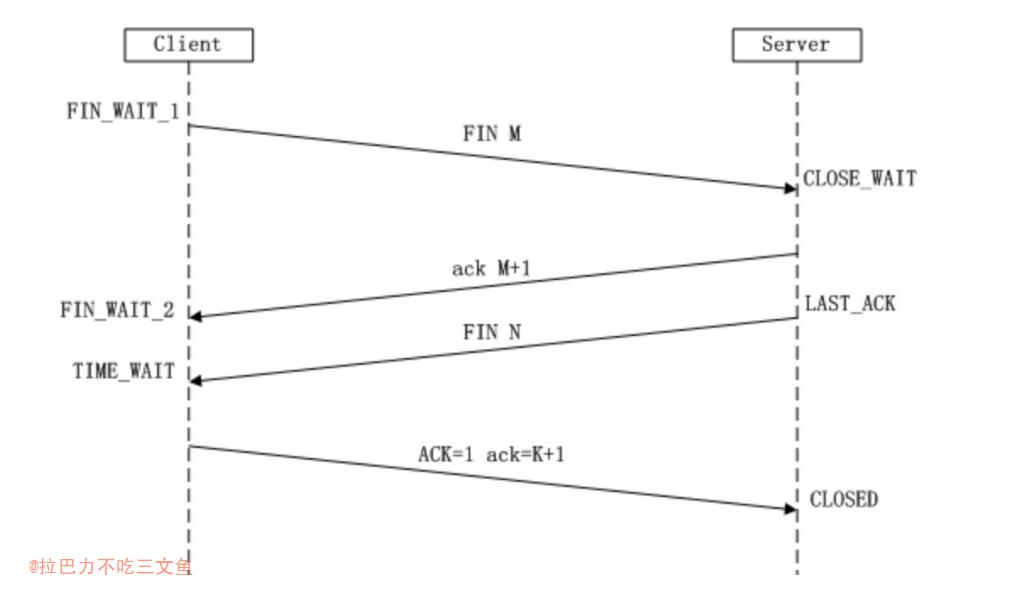 Client
Server
FIN_WAIT_1
FIN M
CLOSE_WAIT
ack M+1
FIN_WAIT_2
LAST_ACK
FIN N
TIME_WAIT
ACK=1 ack=K+1
CLOSED
@拉巴力不吃三文鱼